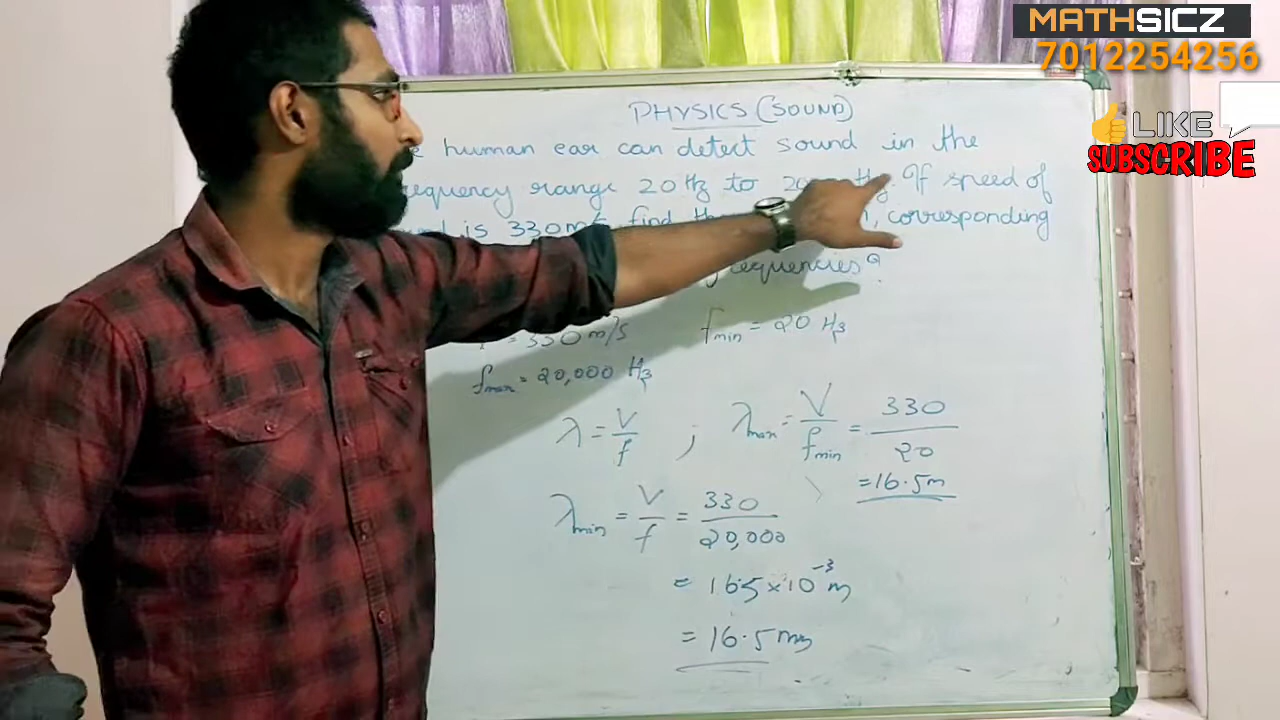 MATHSICZ
7012254256
LIKE
SUBSCRIBE
PHYSICS (SOUND)
human ear can detect sound in the
range 20 Hz to If speed of
is 330 m/s find corresponding
frequencies?
= 330 m/s fmin = 20 Hz
fmax = 20,000 Hz
λ = V/f ; λmax = V/fmin = 330/20
= 16.5m
λmin = V/f = 330/20,000
= 16.5 × 10⁻³ m
= 16.5 mm